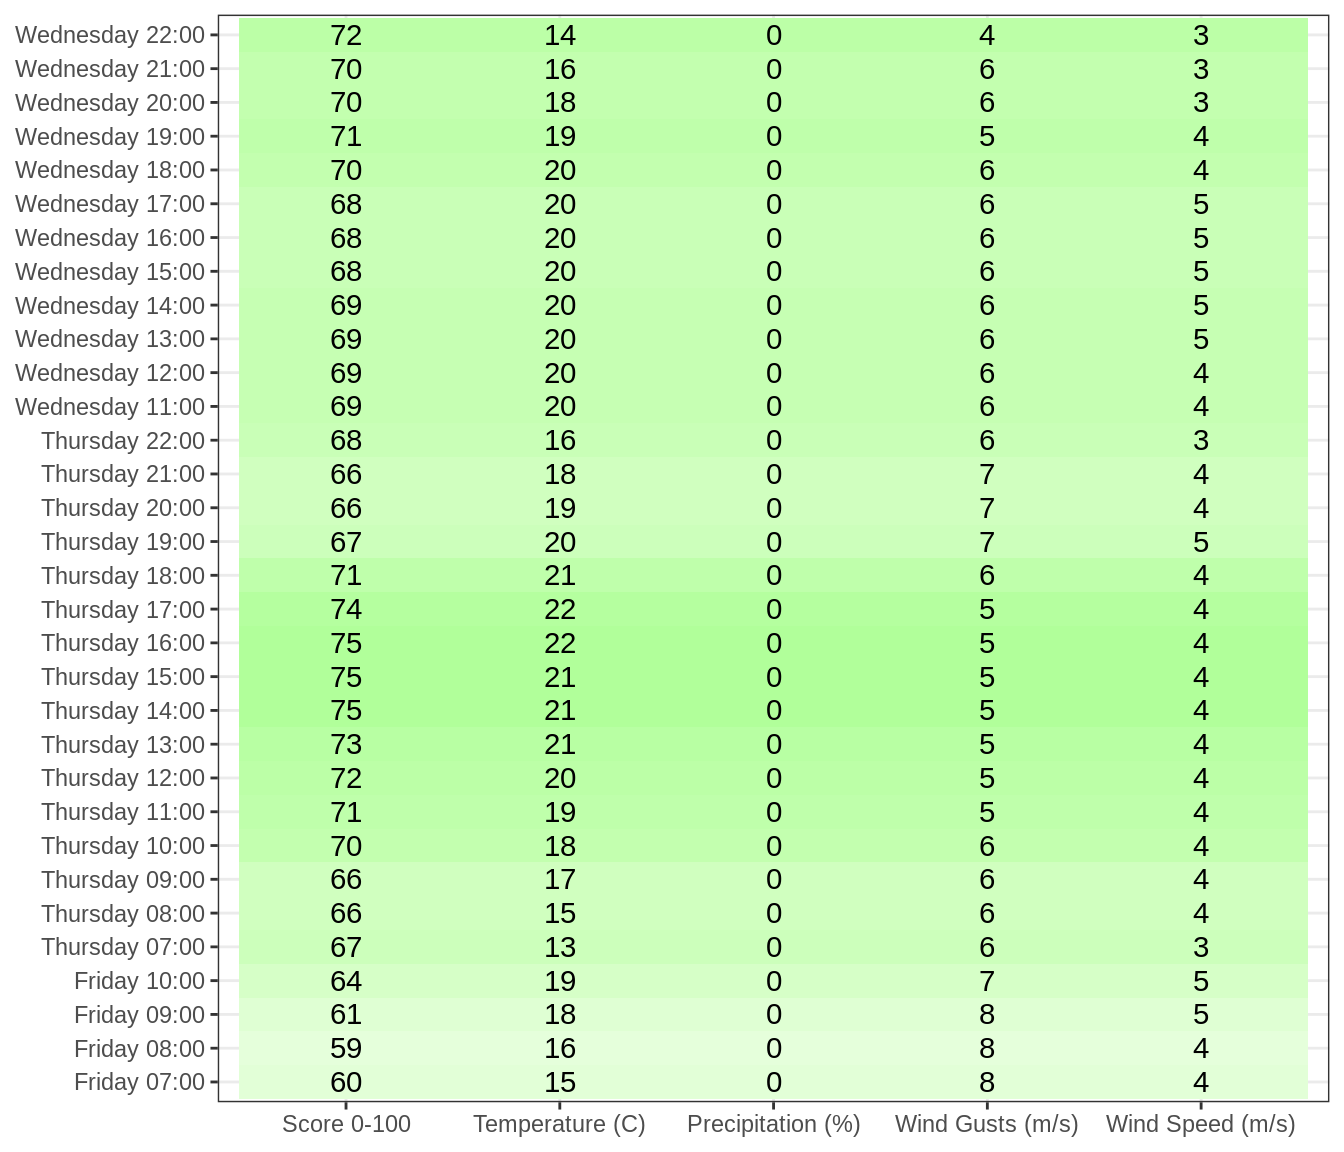 Wednesday 22:00 72 14 0 4 3
Wednesday 21:00 70 16 0 6 3
Wednesday 20:00 70 18 0 6 3
Wednesday 19:00 71 19 0 5 4
Wednesday 18:00 70 20 0 6 4
Wednesday 17:00 68 20 0 6 5
Wednesday 16:00 68 20 0 6 5
Wednesday 15:00 68 20 0 6 5
Wednesday 14:00 69 20 0 6 5
Wednesday 13:00 69 20 0 6 5
Wednesday 12:00 69 20 0 6 4
Wednesday 11:00 69 20 0 6 4
Thursday 22:00 68 16 0 6 3
Thursday 21:00 66 18 0 7 4
Thursday 20:00 66 19 0 7 4
Thursday 19:00 67 20 0 7 5
Thursday 18:00 71 21 0 6 4
Thursday 17:00 74 22 0 5 4
Thursday 16:00 75 22 0 5 4
Thursday 15:00 75 21 0 5 4
Thursday 14:00 75 21 0 5 4
Thursday 13:00 73 21 0 5 4
Thursday 12:00 72 20 0 5 4
Thursday 11:00 71 19 0 5 4
Thursday 10:00 70 18 0 6 4
Thursday 09:00 66 17 0 6 4
Thursday 08:00 66 15 0 6 4
Thursday 07:00 67 13 0 6 3
Friday 10:00 64 19 0 7 5
Friday 09:00 61 18 0 8 5
Friday 08:00 59 16 0 8 4
Friday 07:00 60 15 0 8 4
Score 0-100 Temperature (C) Precipitation (%) Wind Gusts (m/s) Wind Speed (m/s)